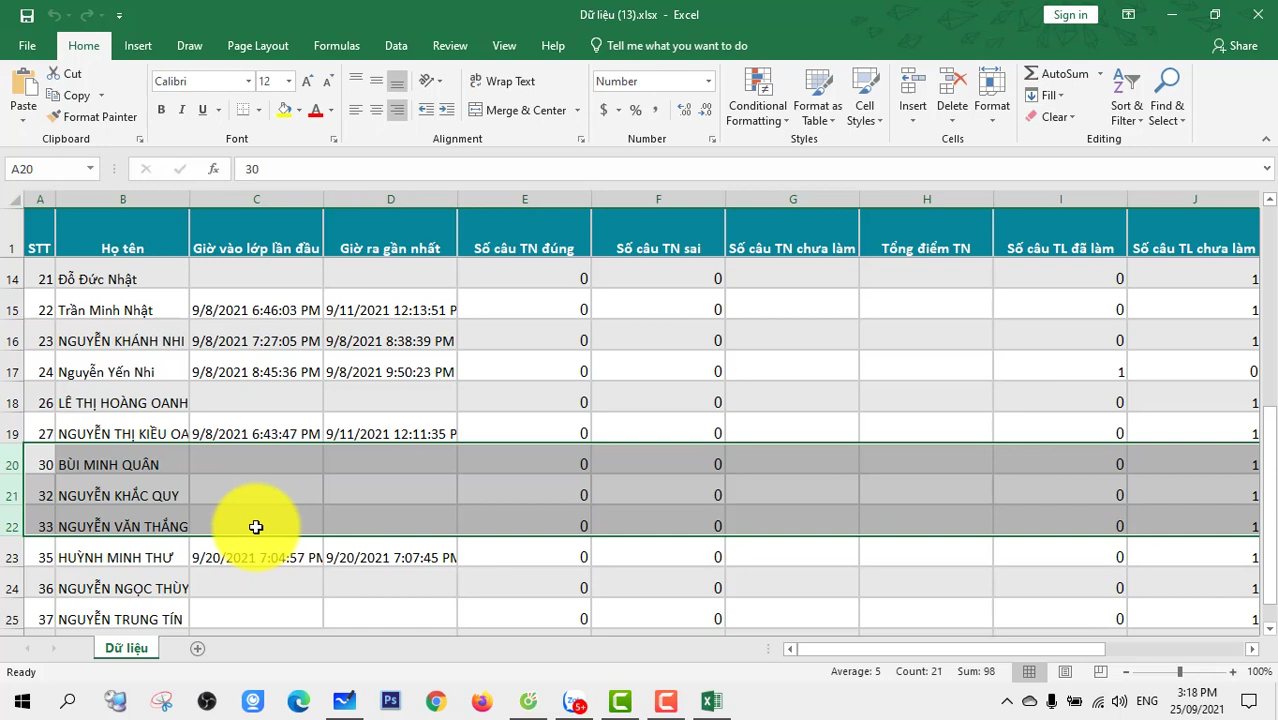 Dữ liệu (13).xlsx - Excel
Sign in
File Home Insert Draw Page Layout Formulas Data Review View Help Tell me what you want to do Share
Paste Cut Copy Format Painter
Calibri 12
B I U A
Wrap Text
Merge & Center
Number
$ % ,
Conditional Formatting
Format as Table
Cell Styles
Insert Delete Format
AutoSum
Fill
Clear
Sort & Filter
Find & Select
Clipboard Font Alignment Number Styles Cells Editing
A20 fx 30
A B C D E F G H I J
1 STT Họ tên Giờ vào lớp lần đầu Giờ ra gần nhất Số câu TN đúng Số câu TN sai Số câu TN chưa làm Tổng điểm TN Số câu TL đã làm Số câu TL chưa làm
14 21 Đỗ Đức Nhật 0 0 0 1
15 22 Trần Minh Nhật 9/8/2021 6:46:03 PM 9/11/2021 12:13:51 P 0 0 0 1
16 23 NGUYỄN KHÁNH NHI 9/8/2021 7:27:05 PM 9/8/2021 8:38:39 PM 0 0 0 1
17 24 Nguyễn Yến Nhi 9/8/2021 8:45:36 PM 9/8/2021 9:50:23 PM 0 0 1 0
18 26 LÊ THỊ HOÀNG OANH 0 0 0 1
19 27 NGUYỄN THỊ KIỀU OA 9/8/2021 6:43:47 PM 9/11/2021 12:11:35 P 0 0 0 1
20 30 BÙI MINH QUÂN 0 0 0 1
21 32 NGUYỄN KHẮC QUY 0 0 0 1
22 33 NGUYỄN VĂN THẮNG 0 0 0 1
23 35 HUỲNH MINH THƯ 9/20/2021 7:04:57 PM 9/20/2021 7:07:45 PM 0 0 0 1
24 36 NGUYỄN NGỌC THÙY 0 0 0 1
25 37 NGUYỄN TRUNG TÍN 0 0 0 1
Dữ liệu
Ready Average: 5 Count: 21 Sum: 98 100%
Ps 5+ ENG 3:18 PM
25/09/2021